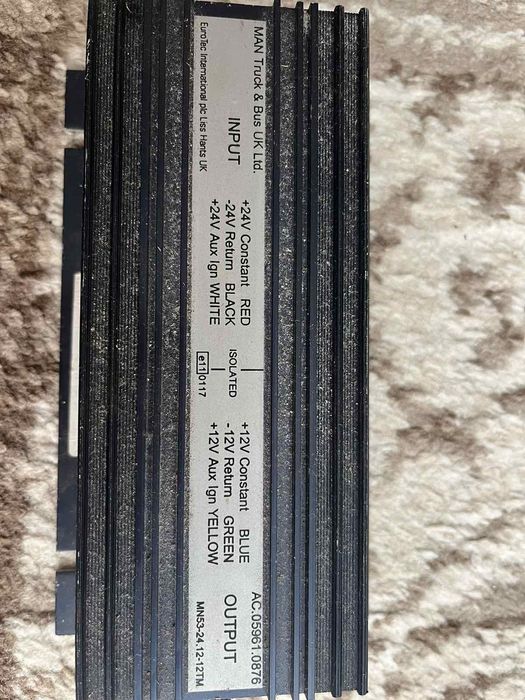 MAN Truck & Bus UK Ltd.
INPUT
EuroTec International plc Liss Hants UK
+24V Constant RED
-24V Return BLACK
+24V Aux Ign WHITE
ISOLATED
e11 0117
+12V Constant BLUE
-12V Return GREEN
+12V Aux Ign YELLOW
AC.05961.0876
OUTPUT
MN53-24.12-12TM